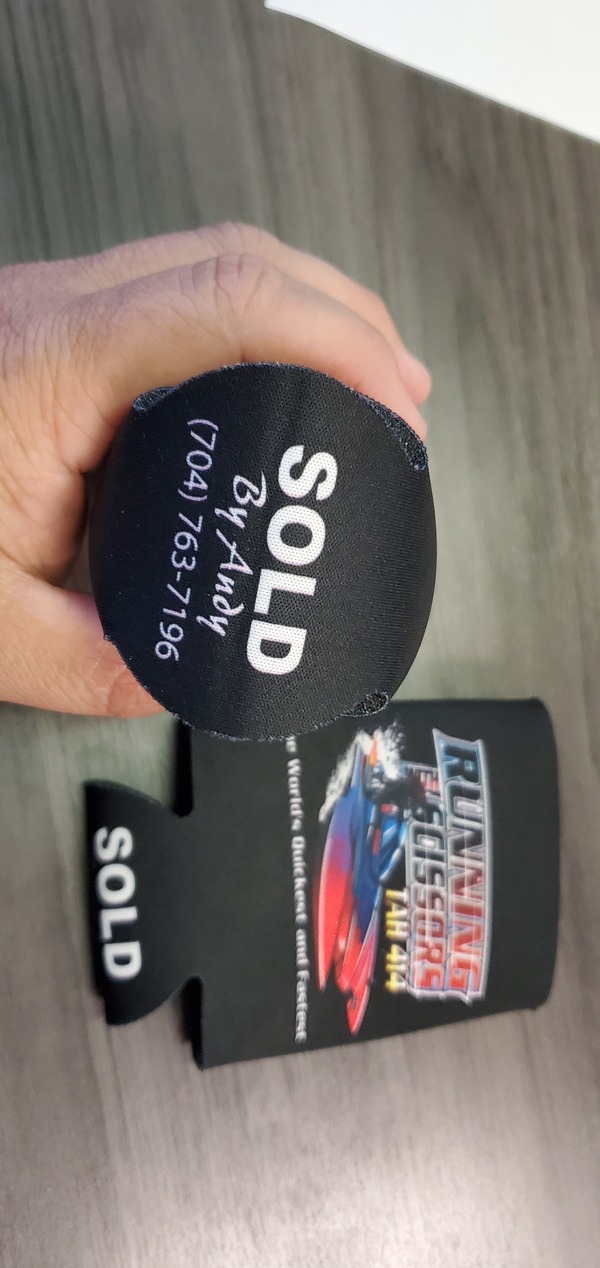 SOLD
By Andy
(704) 763-7196
RUNNING
SCISSORS
TAH 414
World's Quickest and Fastest
SOLD